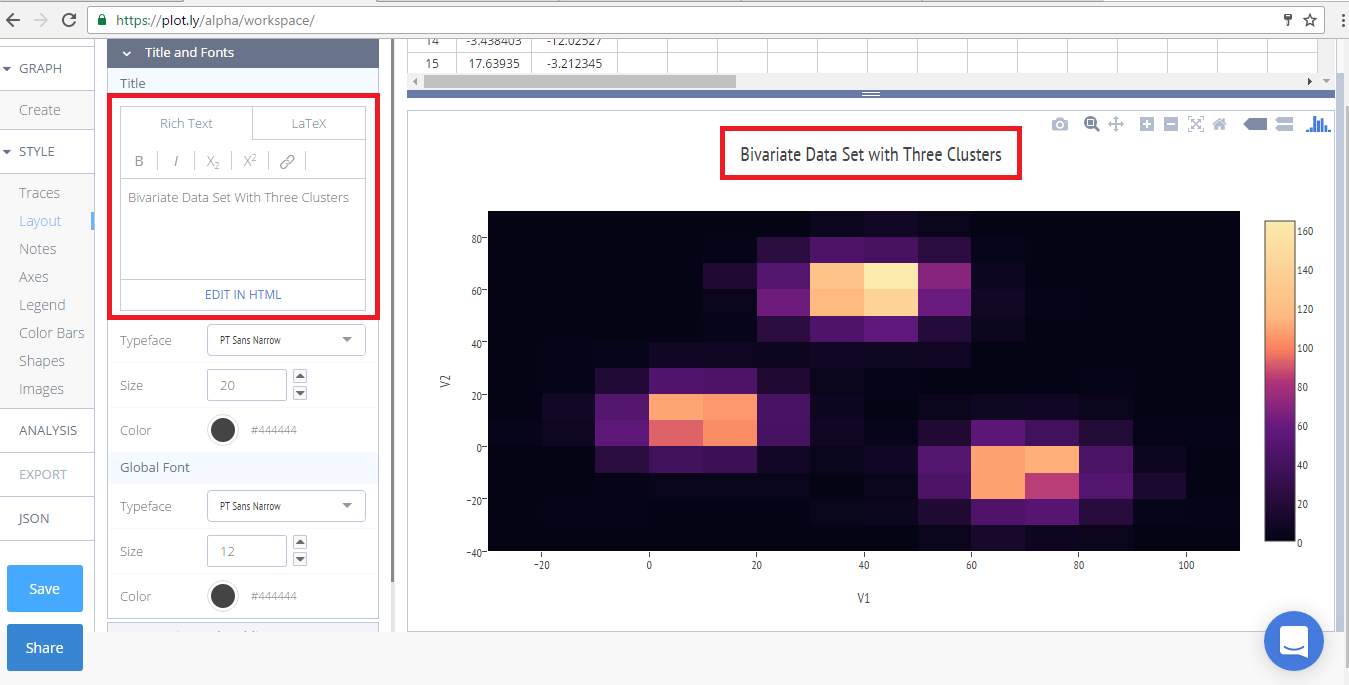 https://plot.ly/alpha/workspace/
GRAPH
Create
STYLE
Traces
Layout
Notes
Axes
Legend
Color Bars
Shapes
Images
ANALYSIS
EXPORT
JSON
Save
Share
Title and Fonts
Title
Rich Text LaTeX
B I X2 X2
Bivariate Data Set With Three Clusters
EDIT IN HTML
Typeface PT Sans Narrow
Size 20
Color #444444
Global Font
Typeface PT Sans Narrow
Size 12
Color #444444
14 -3.438403 -12.02527
15 17.63935 -3.212345
Bivariate Data Set with Three Clusters
V2
80
60
40
20
0
−20
−40
−20 0 20 40 60 80 100
V1
160
140
120
100
80
60
40
20
0